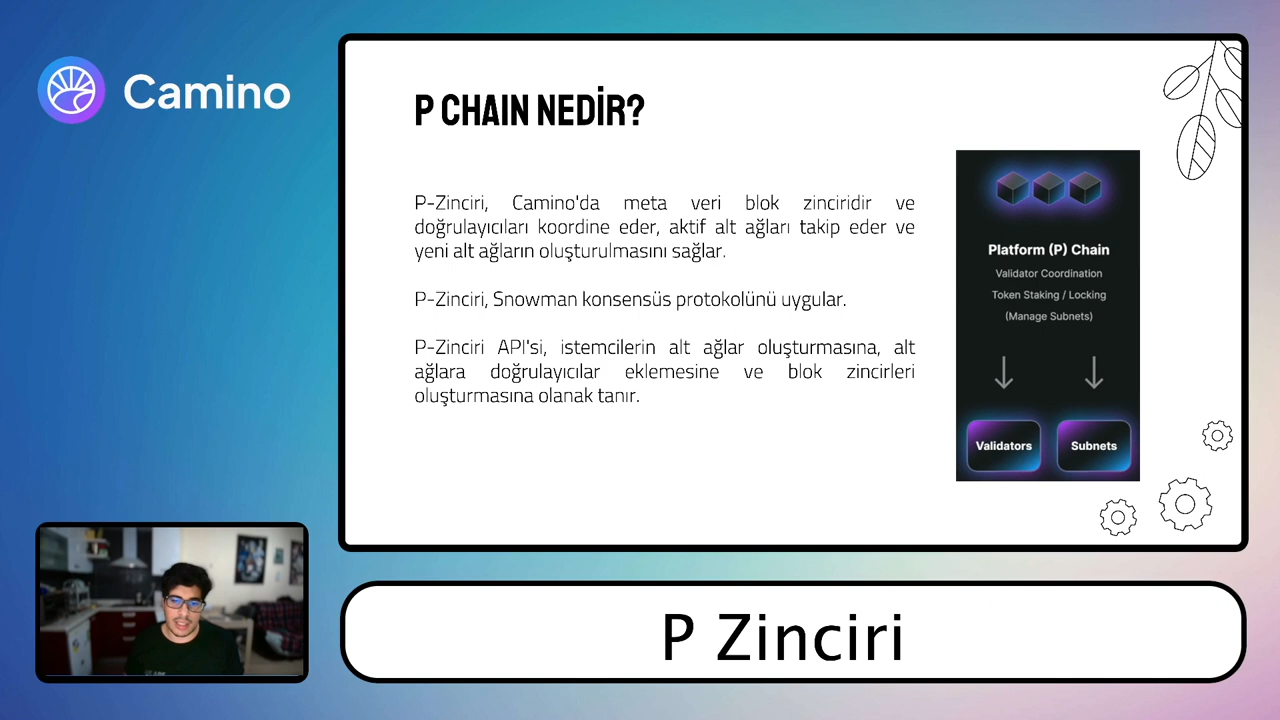 Camino
P CHAIN NEDİR?
P-Zinciri, Camino'da meta veri blok zinciridir ve
doğrulayıcıları koordine eder, aktif alt ağları takip eder ve
yeni alt ağların oluşturulmasını sağlar.
P-Zinciri, Snowman konsensüs protokolünü uygular.
P-Zinciri API'si, istemcilerin alt ağlar oluşturmasına, alt
ağlara doğrulayıcılar eklemesine ve blok zincirleri
oluşturmasına olanak tanır.
Platform (P) Chain
Validator Coordination
Token Staking / Locking
(Manage Subnets)
Validators
Subnets
P Zinciri